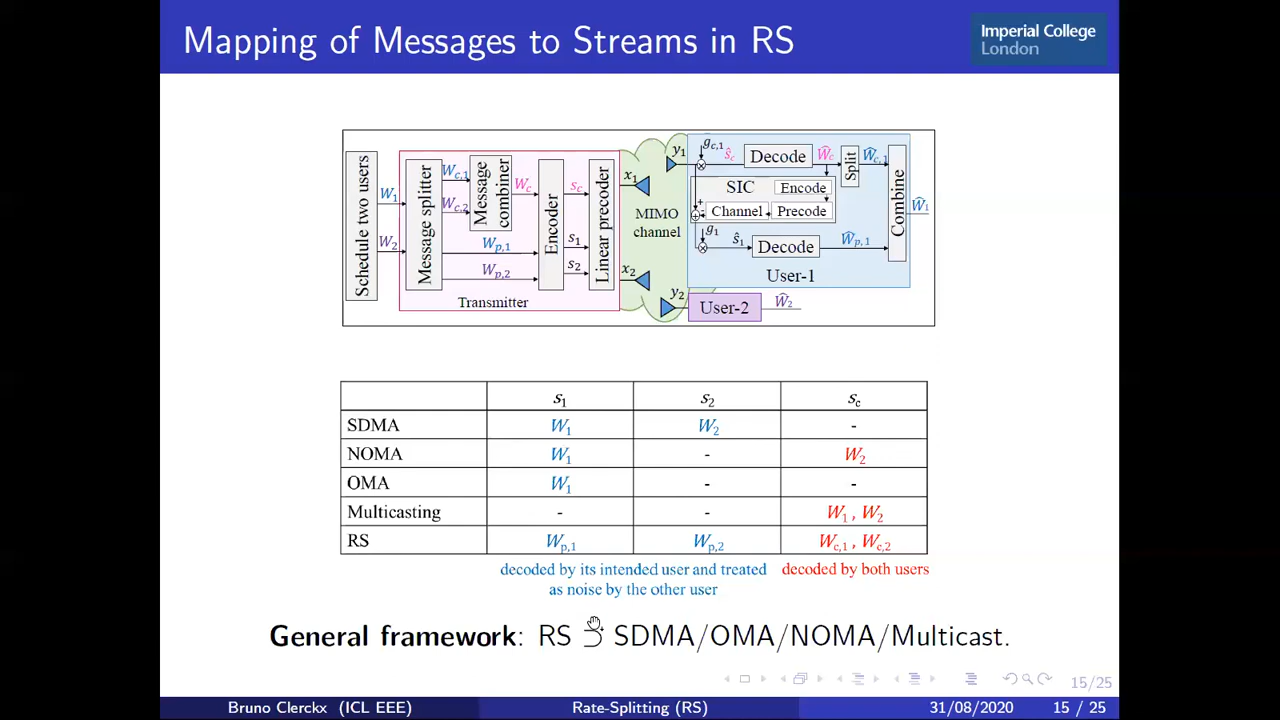 Mapping of Messages to Streams in RS
Imperial College
London
Schedule two users
W1
W2
Message splitter
Wc,1
Wc,2
Message combiner
Wc
Wp,1
Wp,2
Encoder
sc
s1
s2
Linear precoder
Transmitter
x1
x2
MIMO
channel
y1
y2
gc,1
ŝc
Decode
Ŵc
Split
Ŵc,1
SIC
Encode
Channel
Precode
+
g1
ŝ1
Decode
Ŵp,1
Combine
Ŵ1
User-1
User-2
Ŵ2
s1 s2 sc
SDMA W1 W2 -
NOMA W1 - W2
OMA W1 - -
Multicasting - - W1 , W2
RS Wp,1 Wp,2 Wc,1 , Wc,2
decoded by its intended user and treated
as noise by the other user
decoded by both users
General framework: RS ⊃ SDMA/OMA/NOMA/Multicast.
15/25
Bruno Clerckx (ICL EEE) Rate-Splitting (RS) 31/08/2020 15 / 25